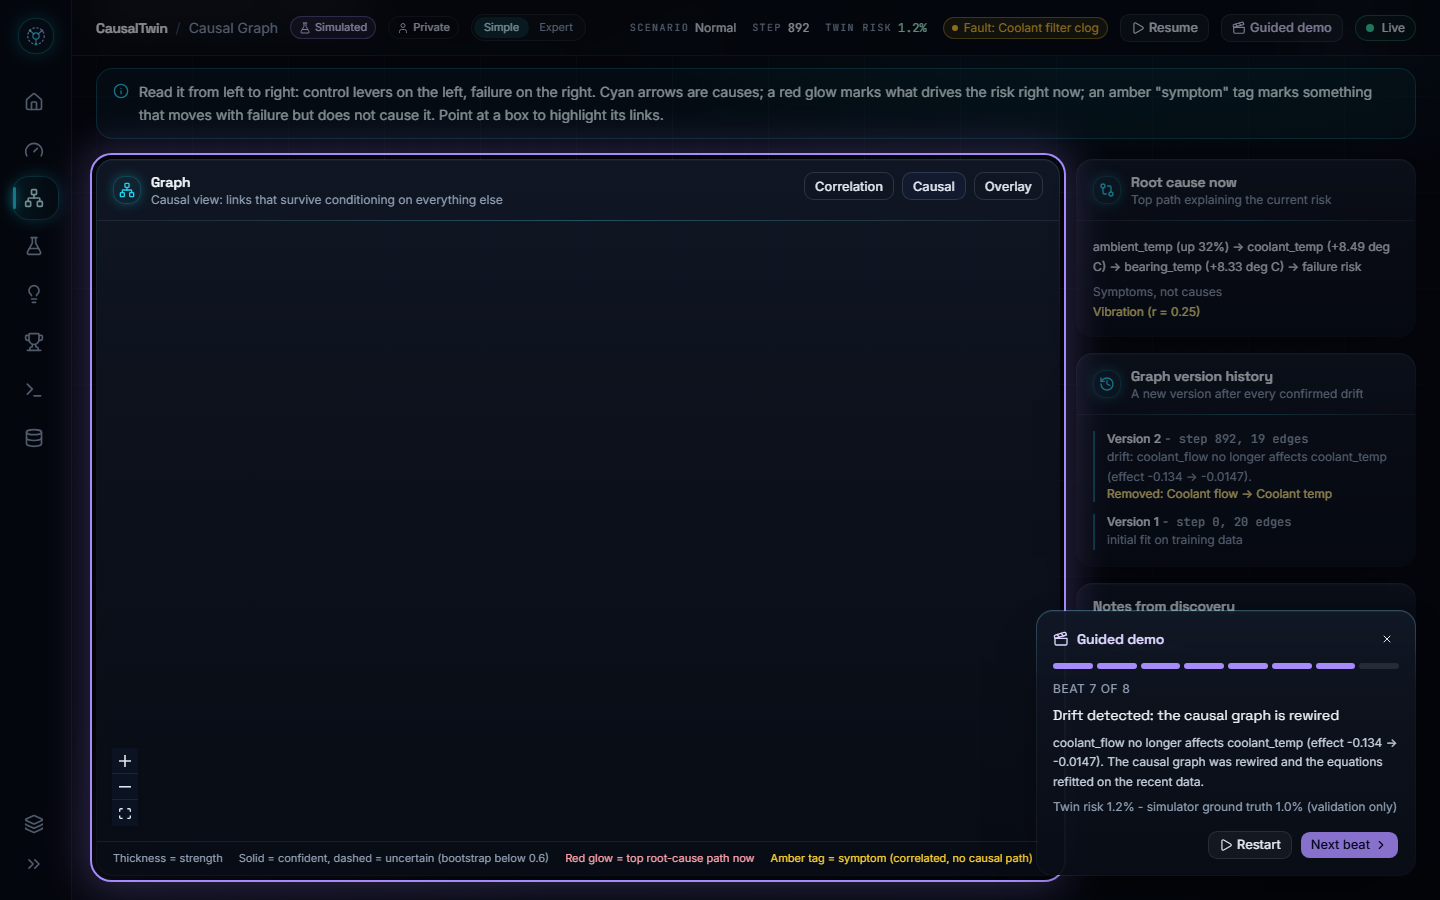 CausalTwin / Causal Graph
Simulated
Private
Simple Expert
SCENARIO Normal STEP 892 TWIN RISK 1.2%
Fault: Coolant filter clog
Resume
Guided demo
Live
Read it from left to right: control levers on the left, failure on the right. Cyan arrows are causes; a red glow marks what drives the risk right now; an amber "symptom" tag marks something
that moves with failure but does not cause it. Point at a box to highlight its links.
Graph
Causal view: links that survive conditioning on everything else
Correlation Causal Overlay
Thickness = strength Solid = confident, dashed = uncertain (bootstrap below 0.6) Red glow = top root-cause path now Amber tag = symptom (correlated, no causal path)
Root cause now
Top path explaining the current risk
ambient_temp (up 32%) → coolant_temp (+8.49 deg
C) → bearing_temp (+8.33 deg C) → failure risk
Symptoms, not causes
Vibration (r = 0.25)
Graph version history
A new version after every confirmed drift
Version 2 - step 892, 19 edges
drift: coolant_flow no longer affects coolant_temp
(effect -0.134 → -0.0147).
Removed: Coolant flow → Coolant temp
Version 1 - step 0, 20 edges
initial fit on training data
Notes from discovery
Guided demo
BEAT 7 OF 8
Drift detected: the causal graph is rewired
coolant_flow no longer affects coolant_temp (effect -0.134 →
-0.0147). The causal graph was rewired and the equations
refitted on the recent data.
Twin risk 1.2% - simulator ground truth 1.0% (validation only)
Restart
Next beat